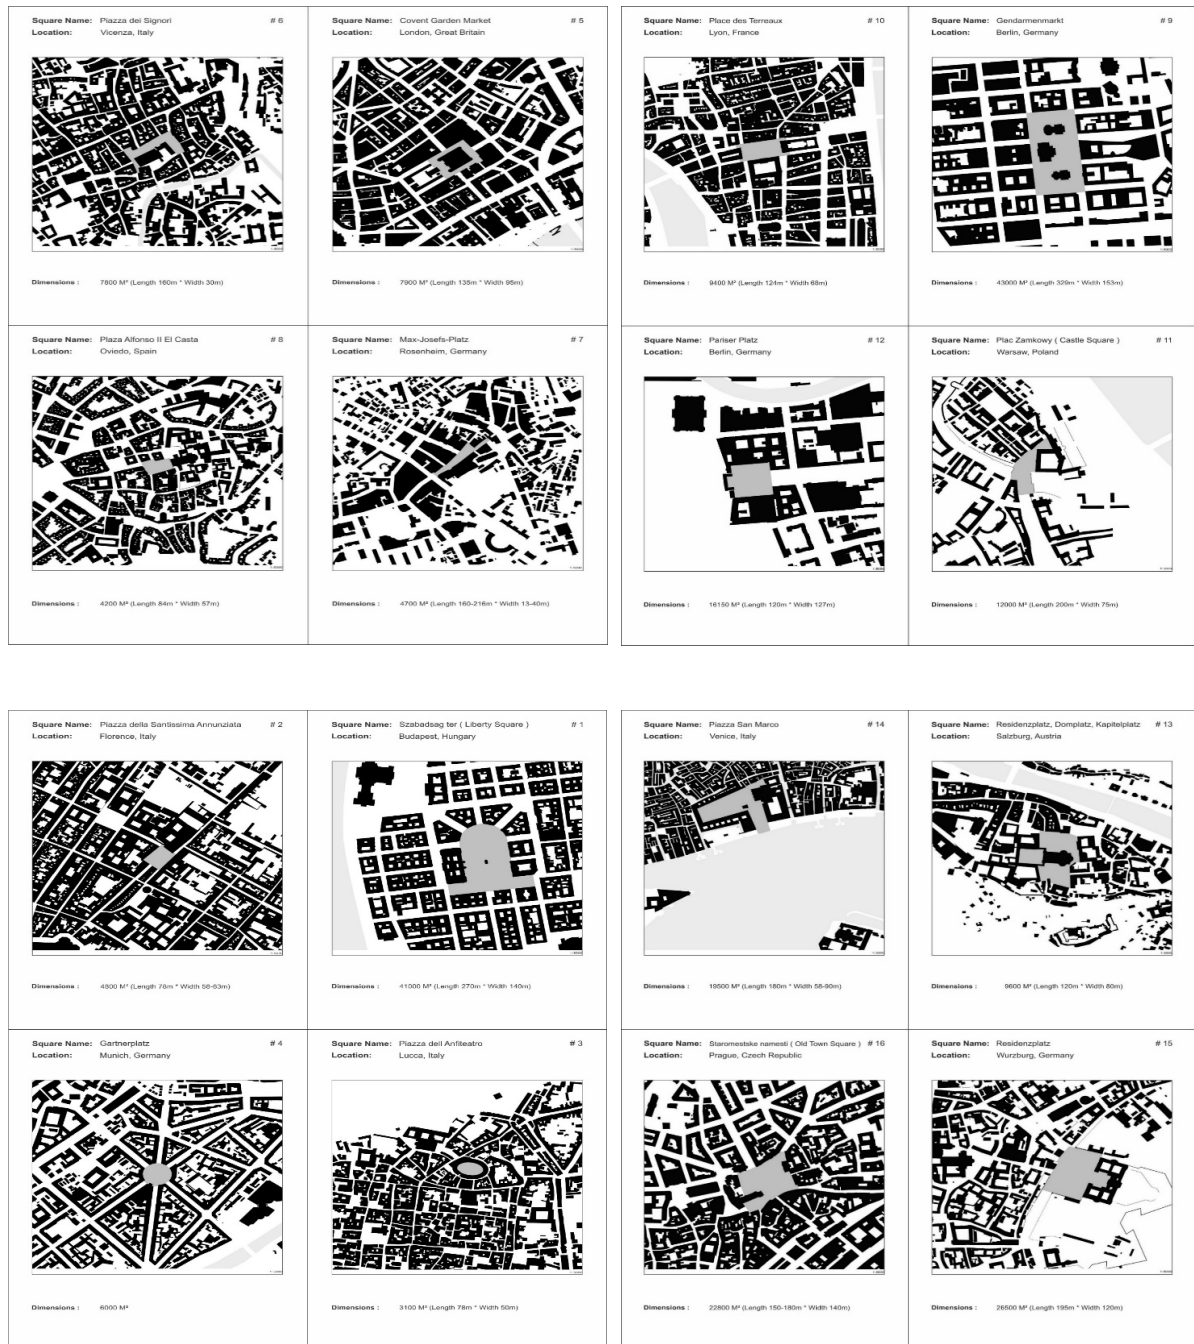 Square Name: Piazza dei Signori # 6
Location: Vicenza, Italy
Dimensions : 7800 M² (Length 160m * Width 30m)
Square Name: Covent Garden Market # 5
Location: London, Great Britain
Dimensions : 7900 M² (Length 135m * Width 95m)
Square Name: Place des Terreaux # 10
Location: Lyon, France
Dimensions : 9400 M² (Length 124m * Width 68m)
Square Name: Gendarmenmarkt # 9
Location: Berlin, Germany
Dimensions : 43000 M² (Length 329m * Width 153m)
Square Name: Plaza Alfonso II El Casta # 8
Location: Oviedo, Spain
Dimensions : 4200 M² (Length 84m * Width 57m)
Square Name: Max-Josefs-Platz # 7
Location: Rosenheim, Germany
Dimensions : 4700 M² (Length 160-216m * Width 13-40m)
Square Name: Pariser Platz # 12
Location: Berlin, Germany
Dimensions : 16150 M² (Length 120m * Width 127m)
Square Name: Plac Zamkowy ( Castle Square ) # 11
Location: Warsaw, Poland
Dimensions : 12000 M² (Length 200m * Width 75m)
Square Name: Piazza della Santissima Annunziata # 2
Location: Florence, Italy
Dimensions : 4800 M² (Length 78m * Width 58-63m)
Square Name: Szabadsag ter ( Liberty Square ) # 1
Location: Budapest, Hungary
Dimensions : 41000 M² (Length 270m * Width 140m)
Square Name: Piazza San Marco # 14
Location: Venice, Italy
Dimensions : 19500 M² (Length 180m * Width 58-90m)
Square Name: Residenzplatz, Domplatz, Kapitelplatz # 13
Location: Salzburg, Austria
Dimensions : 9600 M² (Length 120m * Width 80m)
Square Name: Gartnerplatz # 4
Location: Munich, Germany
Dimensions : 6000 M²
Square Name: Piazza dell Anfiteatro # 3
Location: Lucca, Italy
Dimensions : 3100 M² (Length 78m * Width 50m)
Square Name: Staromestske namesti ( Old Town Square ) # 16
Location: Prague, Czech Republic
Dimensions : 22800 M² (Length 150-180m * Width 140m)
Square Name: Residenzplatz # 15
Location: Wurzburg, Germany
Dimensions : 26500 M² (Length 195m * Width 120m)